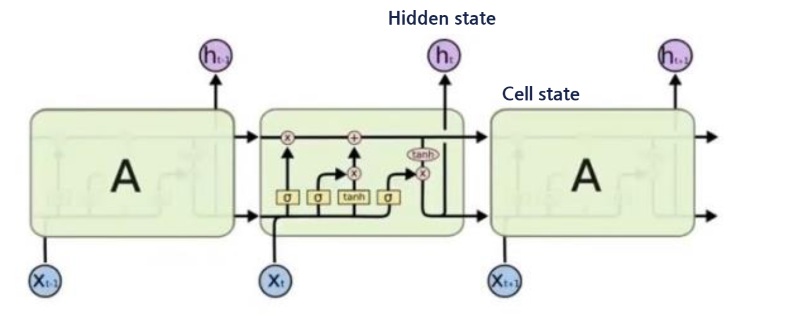 Hidden state
h t-1
h t
h t+1
Cell state
x +
tanh
A
x x
A
σ σ tanh σ
X t-1
X t
X t+1